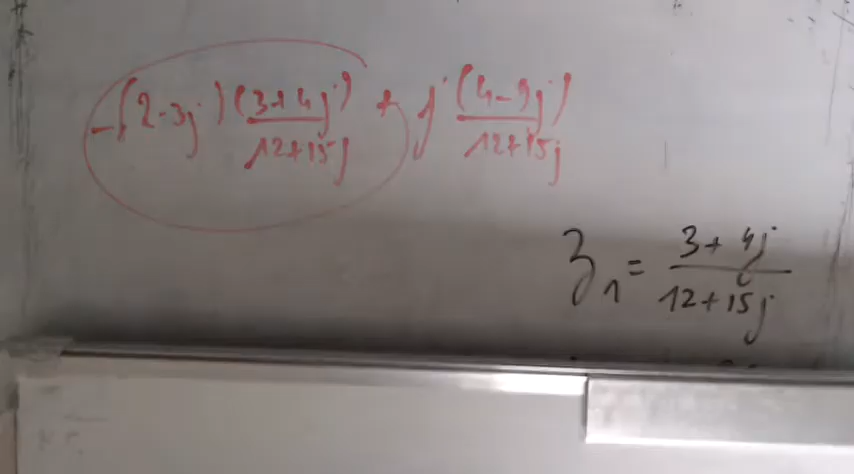 -(2-3j)(3+4j)/12+15j + j(4-9j)/12+15j
z₁ = 3+4j/12+15j